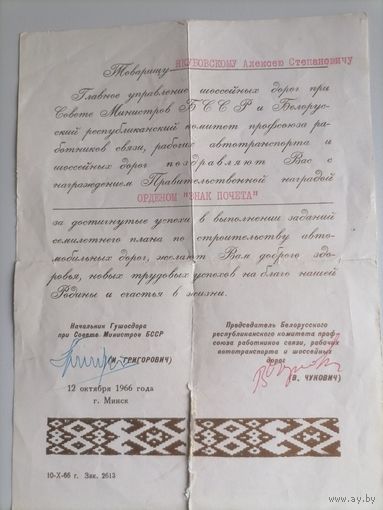 Товарищу ЯКУБОВСКОМУ Алексею Степановичу
Главное управление шоссейных дорог при
Совете Министров БССР и Белорус-
ский республиканский комитет профсоюза ра-
ботников связи, рабочих автотранспорта и
шоссейных дорог поздравляют Вас с
награждением Правительственной наградой
ОРДЕНОМ "ЗНАК ПОЧЕТА"
за достигнутые успехи в выполнении заданий
семилетнего плана по строительству авто-
мобильных дорог, желают Вам доброго здо-
ровья, новых трудовых успехов на благо нашей
Родины и счастья в жизни.
Начальник Гушосдора
при Совете Министров БССР
(И. ГРИГОРОВИЧ)
12 октября 1966 года
г. Минск
Председатель Белорусского
республиканского комитета проф-
союза работников связи, рабочих
автотранспорта и шоссейных
дорог
(В. ЧУКОВИЧ)
10-X-66 г. Зак. 2613
http://ay.by/